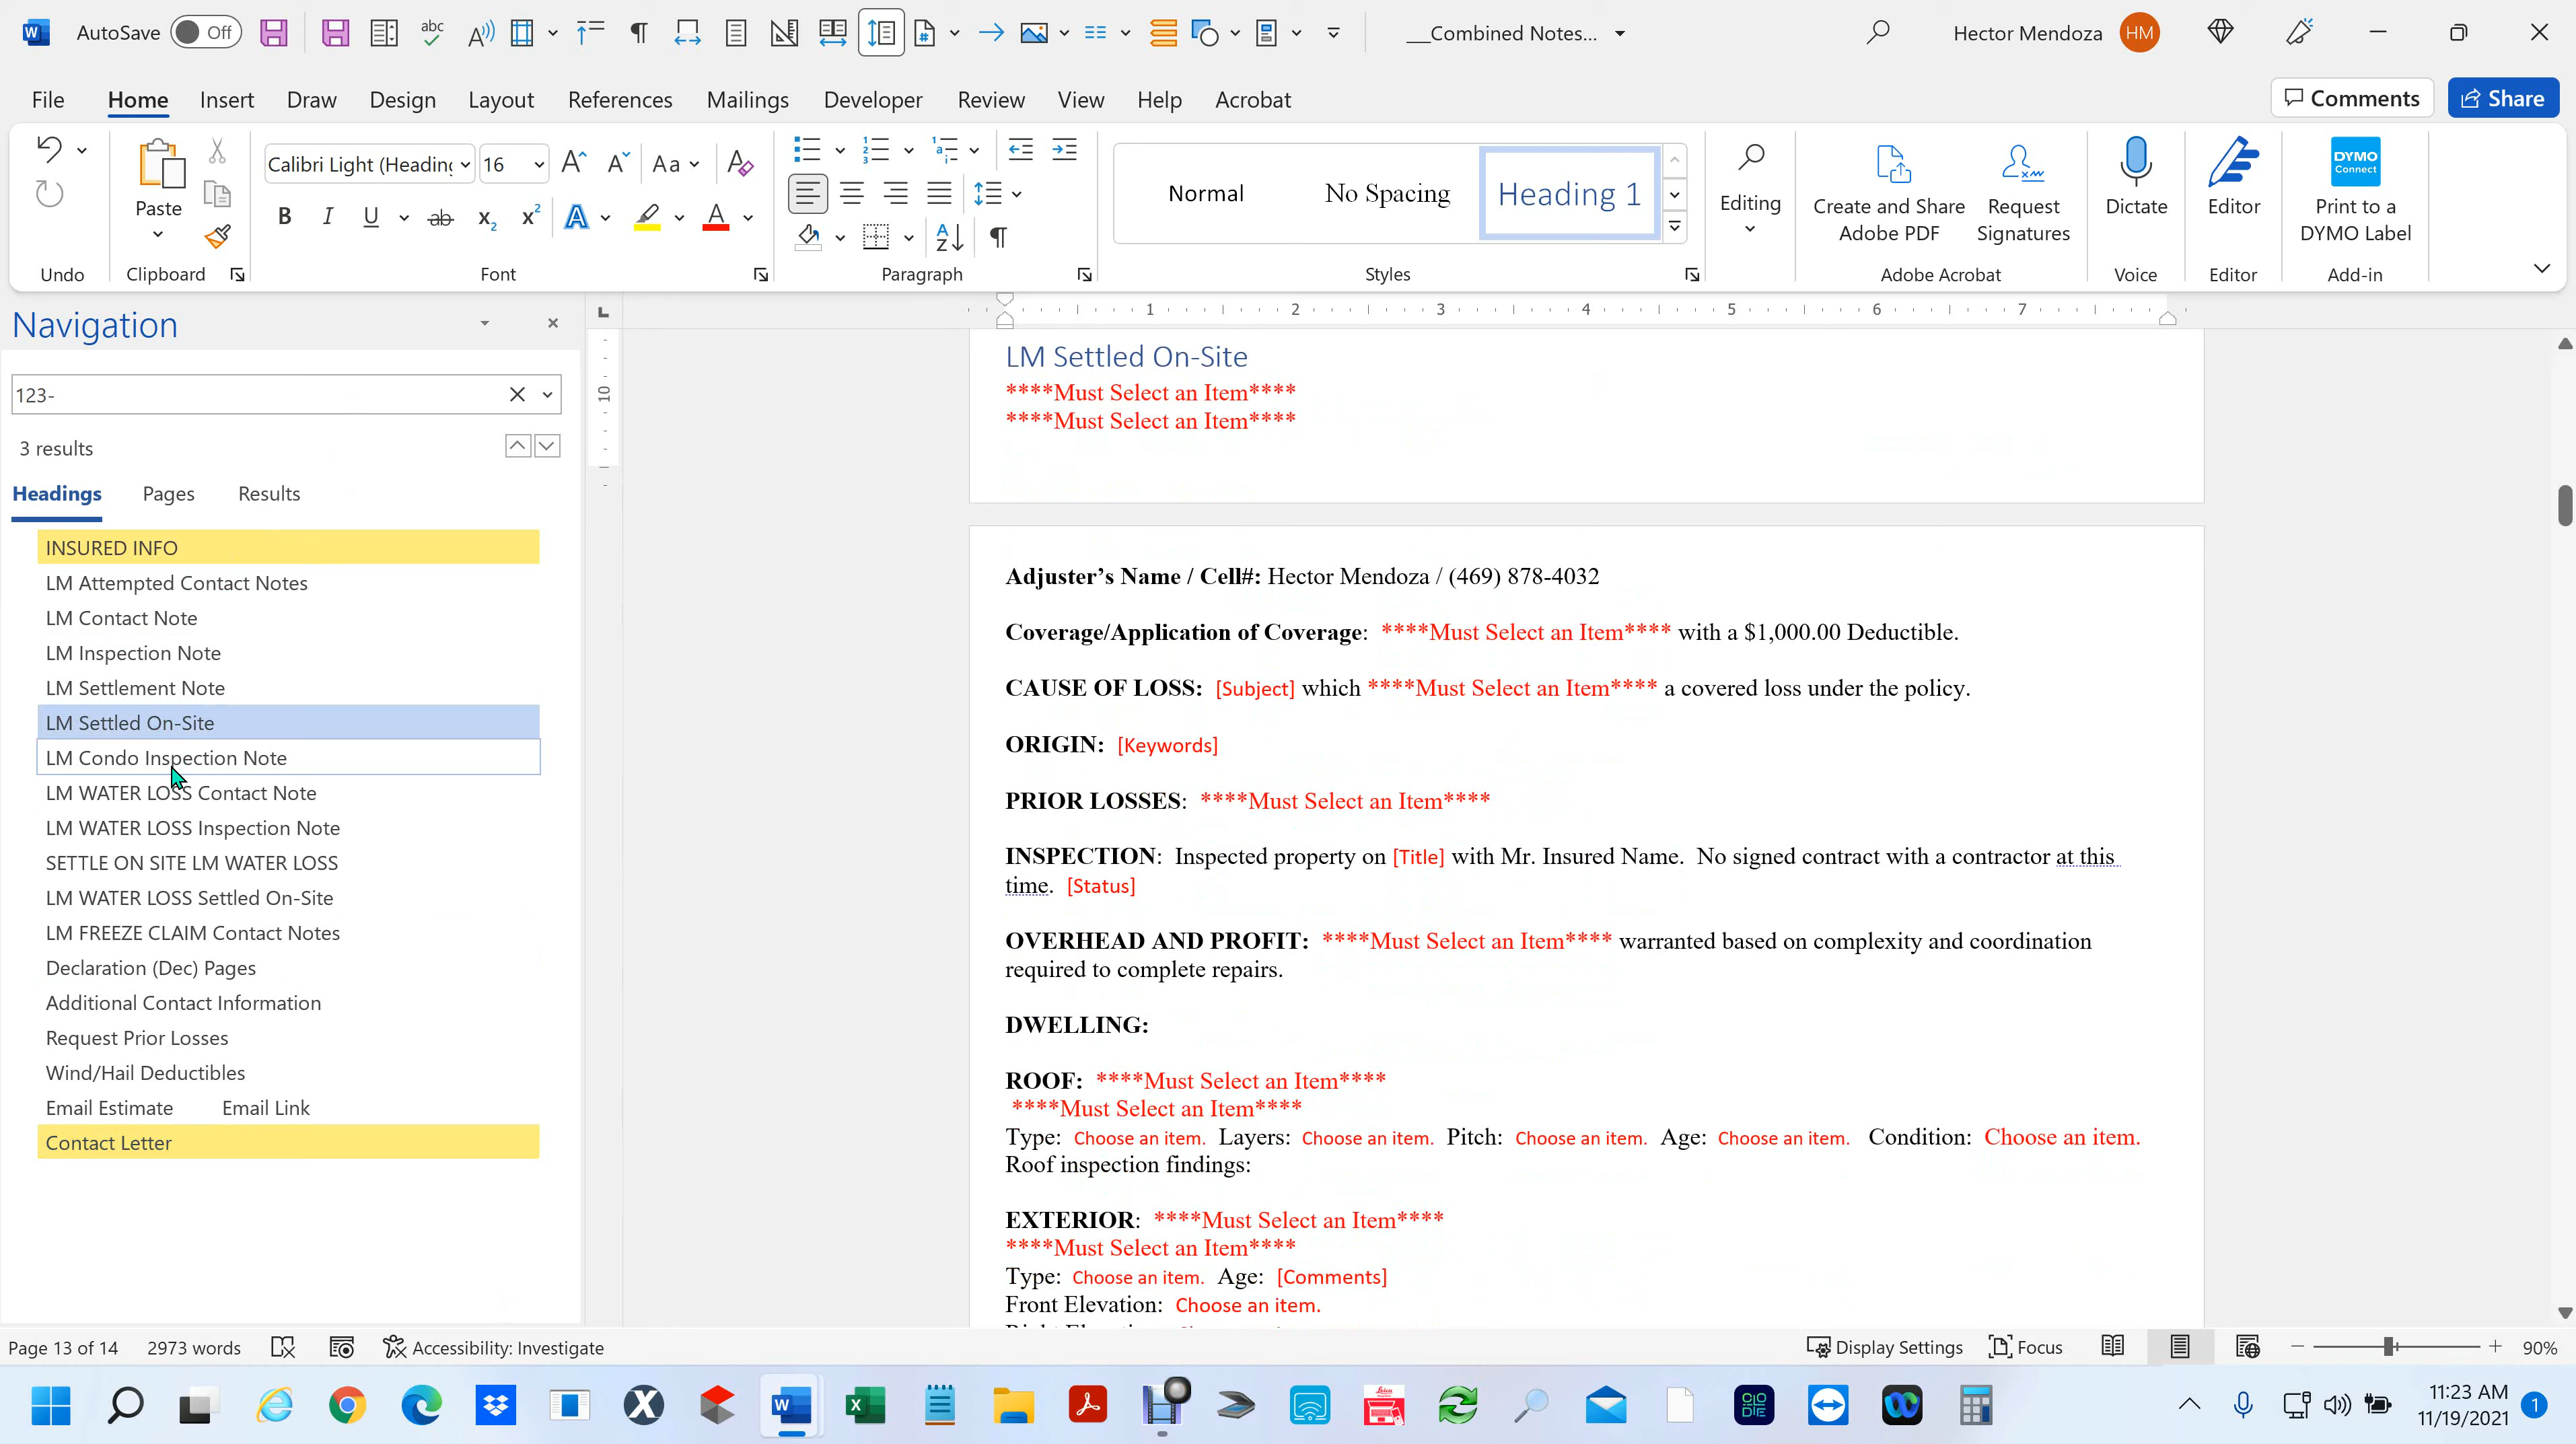 AutoSave Off
abc
__Combined Notes...
Hector Mendoza HM
File Home Insert Draw Design Layout References Mailings Developer Review View Help Acrobat
Comments Share
Calibri Light (Heading 16
Aa
Paste
B I U ab
Normal No Spacing Heading 1
Editing
Create and Share Adobe PDF
Request Signatures
Dictate
Editor
DYMO Connect
Print to a DYMO Label
Undo Clipboard Font Paragraph Styles Adobe Acrobat Voice Editor Add-in
Navigation
123-
3 results
Headings Pages Results
INSURED INFO
LM Attempted Contact Notes
LM Contact Note
LM Inspection Note
LM Settlement Note
LM Settled On-Site
LM Condo Inspection Note
LM WATER LOSS Contact Note
LM WATER LOSS Inspection Note
SETTLE ON SITE LM WATER LOSS
LM WATER LOSS Settled On-Site
LM FREEZE CLAIM Contact Notes
Declaration (Dec) Pages
Additional Contact Information
Request Prior Losses
Wind/Hail Deductibles
Email Estimate Email Link
Contact Letter
1 2 3 4 5 6 7
10
LM Settled On-Site
****Must Select an Item****
****Must Select an Item****
Adjuster's Name / Cell#: Hector Mendoza / (469) 878-4032
Coverage/Application of Coverage: ****Must Select an Item**** with a $1,000.00 Deductible.
CAUSE OF LOSS: [Subject] which ****Must Select an Item**** a covered loss under the policy.
ORIGIN: [Keywords]
PRIOR LOSSES: ****Must Select an Item****
INSPECTION: Inspected property on [Title] with Mr. Insured Name. No signed contract with a contractor at this
time. [Status]
OVERHEAD AND PROFIT: ****Must Select an Item**** warranted based on complexity and coordination
required to complete repairs.
DWELLING:
ROOF: ****Must Select an Item****
****Must Select an Item****
Type: Choose an item. Layers: Choose an item. Pitch: Choose an item. Age: Choose an item. Condition: Choose an item.
Roof inspection findings:
EXTERIOR: ****Must Select an Item****
****Must Select an Item****
Type: Choose an item. Age: [Comments]
Front Elevation: Choose an item.
Page 13 of 14 2973 words Accessibility: Investigate Display Settings Focus 90%
11:23 AM
11/19/2021
1